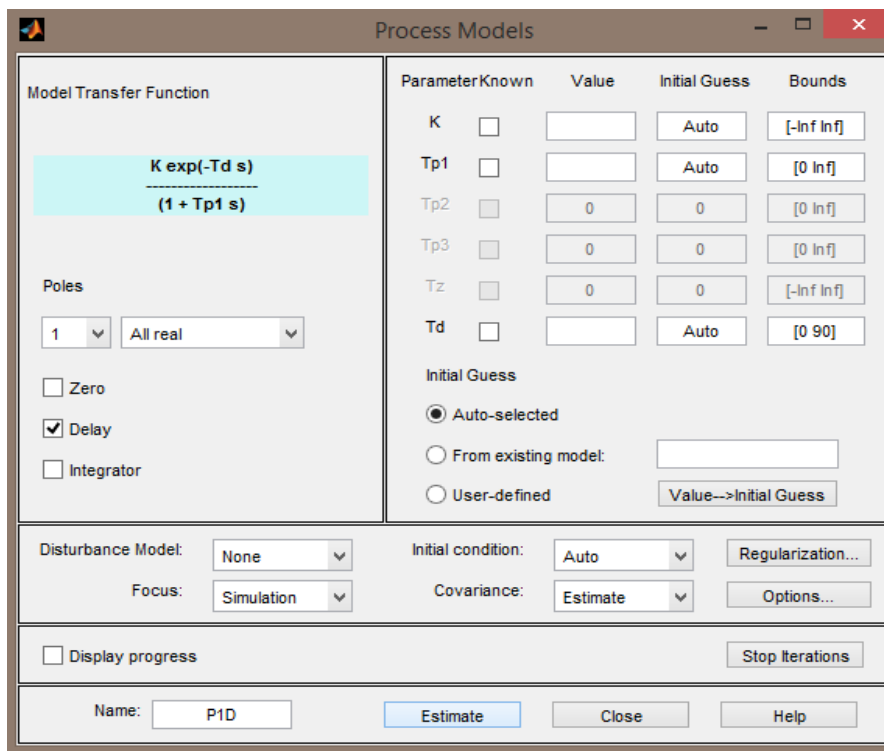 Process Models
Model Transfer Function
K exp(-Td s)
------------------
(1 + Tp1 s)
Poles
1 All real
Zero
Delay
Integrator
Parameter Known Value Initial Guess Bounds
K Auto [-Inf Inf]
Tp1 Auto [0 Inf]
Tp2 0 0 [0 Inf]
Tp3 0 0 [0 Inf]
Tz 0 0 [-Inf Inf]
Td Auto [0 90]
Initial Guess
Auto-selected
From existing model:
User-defined Value-->Initial Guess
Disturbance Model: None Initial condition: Auto Regularization...
Focus: Simulation Covariance: Estimate Options...
Display progress Stop Iterations
Name: P1D Estimate Close Help